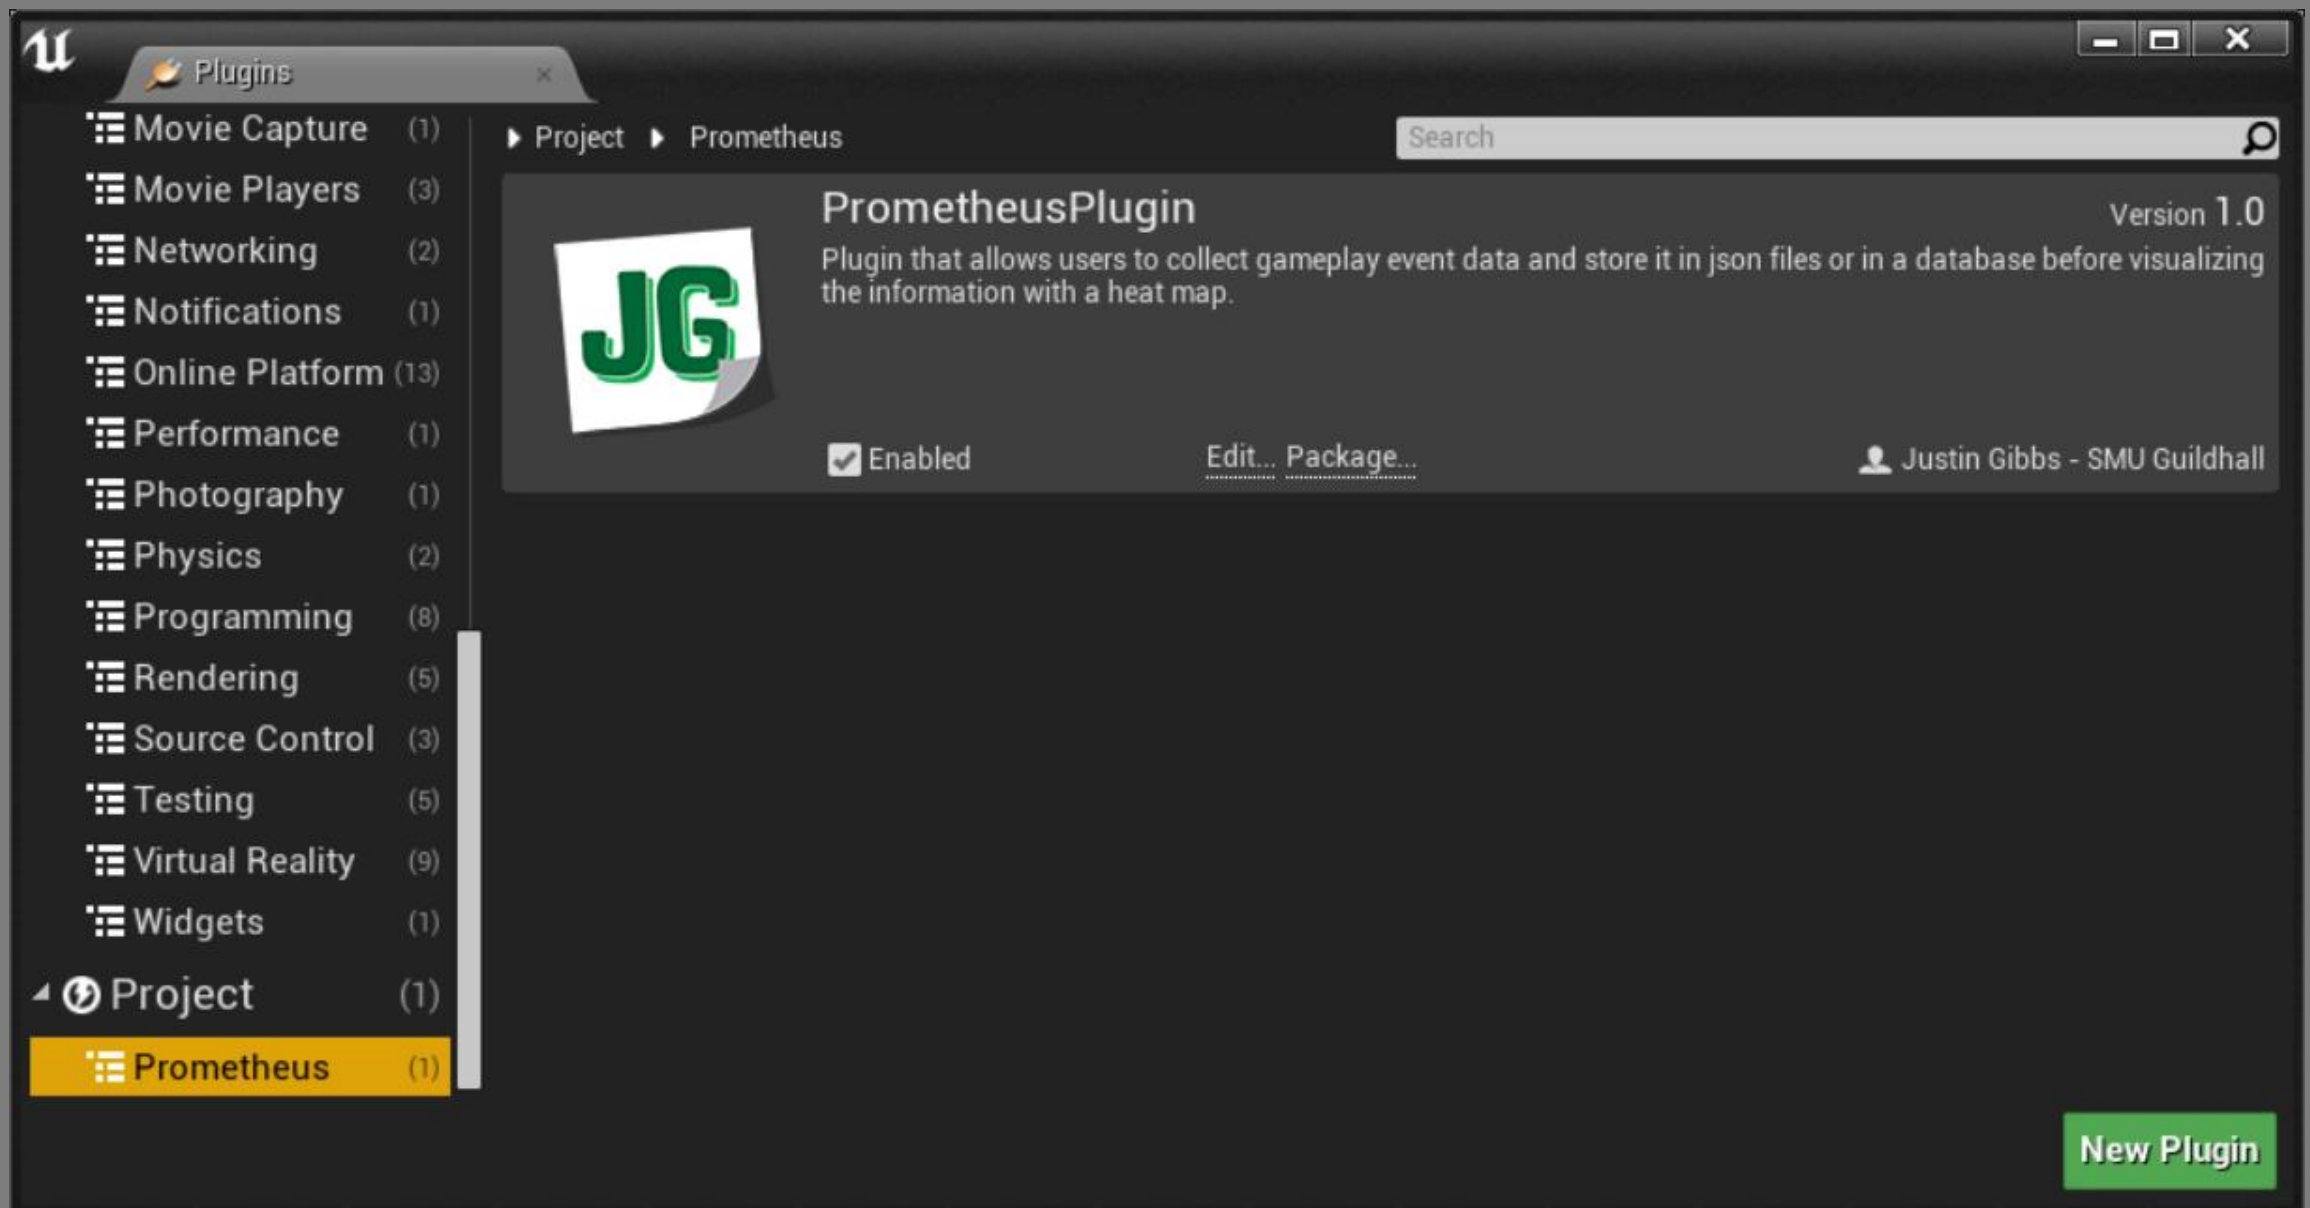 Plugins
Movie Capture (1)
Movie Players (3)
Networking (2)
Notifications (1)
Online Platform (13)
Performance (1)
Photography (1)
Physics (2)
Programming (8)
Rendering (5)
Source Control (3)
Testing (5)
Virtual Reality (9)
Widgets (1)
Project (1)
Prometheus (1)
Project Prometheus
Search
JG
PrometheusPlugin
Version 1.0
Plugin that allows users to collect gameplay event data and store it in json files or in a database before visualizing
the information with a heat map.
Enabled
Edit... Package...
Justin Gibbs - SMU Guildhall
New Plugin